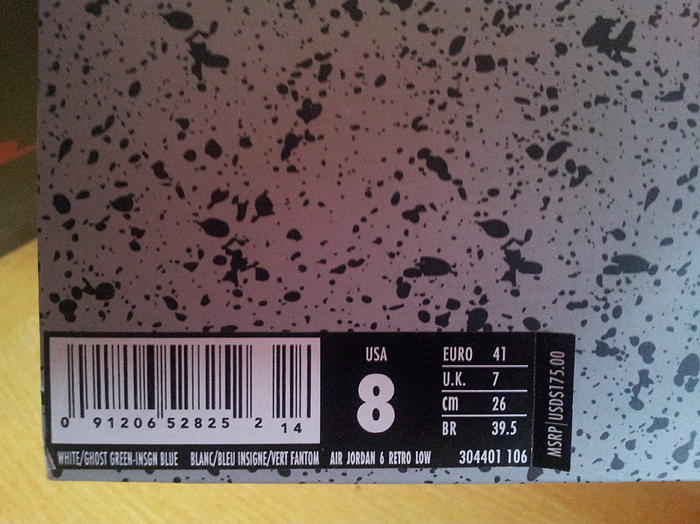 USA
8
EURO 41
U.K. 7
cm 26
BR 39.5
MSRP|USD$175.00
0 91206 52825 2 14
WHITE/GHOST GREEN-INSGN BLUE BLANC/BLEU INSIGNE/VERT FANTOM AIR JORDAN 6 RETRO LOW 304401 106